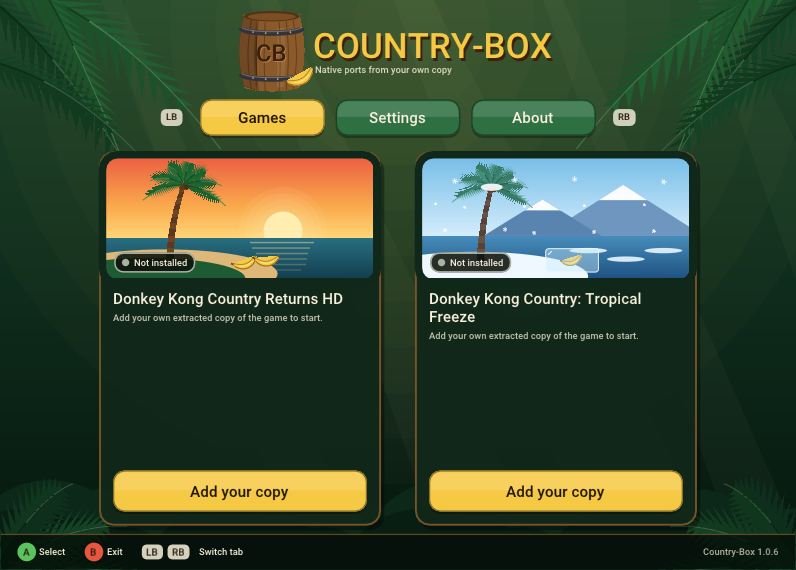 CB
COUNTRY-BOX
Native ports from your own copy
LB Games Settings About RB
Not installed
Donkey Kong Country Returns HD
Add your own extracted copy of the game to start.
Add your copy
Not installed
Donkey Kong Country: Tropical
Freeze
Add your own extracted copy of the game to start.
Add your copy
A Select B Exit LB RB Switch tab
Country-Box 1.0.6